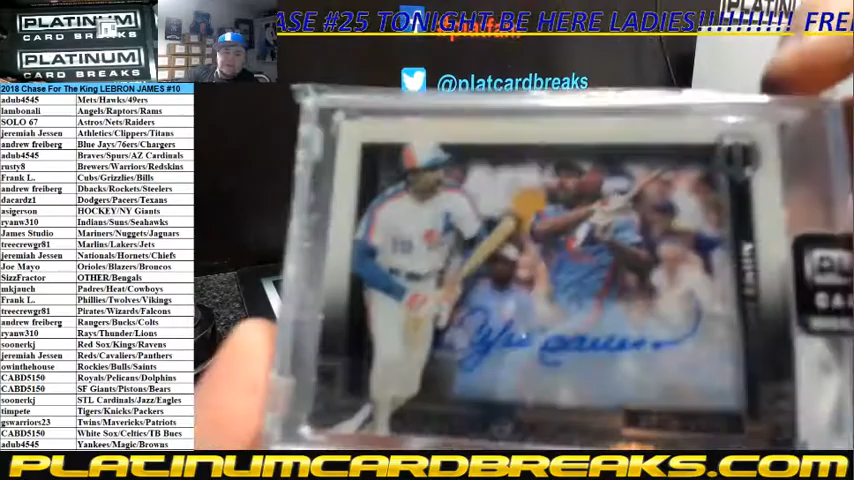 PLATINUM
CARD BREAKS
PLATINUM
CARD BREAKS
ASE #25 TONIGHT BE HERE LADIES!!!!!!!!!! FRE
@platcardbreaks
2018 Chase For The King LEBRON JAMES #10
adub4545 Mets/Hawks/49ers
lambonali Angels/Raptors/Rams
SOLO 67 Astros/Nets/Raiders
jeremiah Jessen Athletics/Clippers/Titans
andrew freiberg Blue Jays/76ers/Chargers
adub4545 Braves/Spurs/AZ Cardinals
rusty8 Brewers/Warriors/Redskins
Frank L. Cubs/Grizzlies/Bills
andrew freiberg Dbacks/Rockets/Steelers
dacardz1 Dodgers/Pacers/Texans
asigerson HOCKEY/NY Giants
ryanw310 Indians/Suns/Seahawks
James Studio Mariners/Nuggets/Jaguars
treecrewgr81 Marlins/Lakers/Jets
jeremiah Jessen Nationals/Hornets/Chiefs
Joe Mayo Orioles/Blazers/Broncos
SizzFractor OTHER/Bengals
mkjauch Padres/Heat/Cowboys
Frank L. Phillies/Twolves/Vikings
treecrewgr81 Pirates/Wizards/Falcons
andrew freiberg Rangers/Bucks/Colts
ryanw310 Rays/Thunder/Lions
soonerkj Red Sox/Kings/Ravens
jeremiah Jessen Reds/Cavaliers/Panthers
owinthehouse Rockies/Bulls/Saints
CABD5150 Royals/Pelicans/Dolphins
CABD5150 SF Giants/Pistons/Bears
soonerkj STL Cardinals/Jazz/Eagles
timpete Tigers/Knicks/Packers
gswarriors23 Twins/Mavericks/Patriots
CABD5150 White Sox/Celtics/TB Bucs
adub4545 Yankees/Magic/Browns
PLATINUMCARDBREAKS.COM